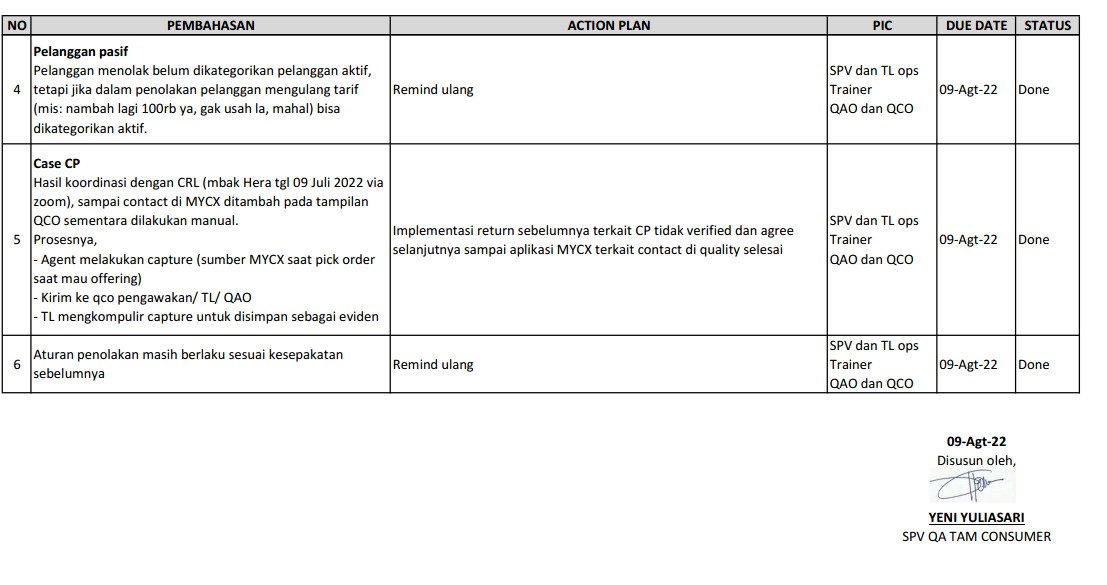 NO PEMBAHASAN ACTION PLAN PIC DUE DATE STATUS
Pelanggan pasif
Pelanggan menolak belum dikategorikan pelanggan aktif,
tetapi jika dalam penolakan pelanggan mengulang tarif
(mis: nambah lagi 100rb ya, gak usah la, mahal) bisa
dikategorikan aktif.
4
Remind ulang
SPV dan TL ops
Trainer
QAO dan QCO
09-Agt-22
Done
Case CP
Hasil koordinasi dengan CRL (mbak Hera tgl 09 Juli 2022 via
zoom), sampai contact di MYCX ditambah pada tampilan
QCO sementara dilakukan manual.
Prosesnya,
- Agent melakukan capture (sumber MYCX saat pick order
saat mau offering)
- Kirim ke qco pengawakan/ TL/ QAO
- TL mengkompulir capture untuk disimpan sebagai eviden
5
Implementasi return sebelumnya terkait CP tidak verified dan agree
selanjutnya sampai aplikasi MYCX terkait contact di quality selesai
SPV dan TL ops
Trainer
QAO dan QCO
09-Agt-22
Done
6
Aturan penolakan masih berlaku sesuai kesepakatan
sebelumnya
Remind ulang
SPV dan TL ops
Trainer
QAO dan QCO
09-Agt-22
Done
09-Agt-22
Disusun oleh,
YENI YULIASARI
SPV QA TAM CONSUMER